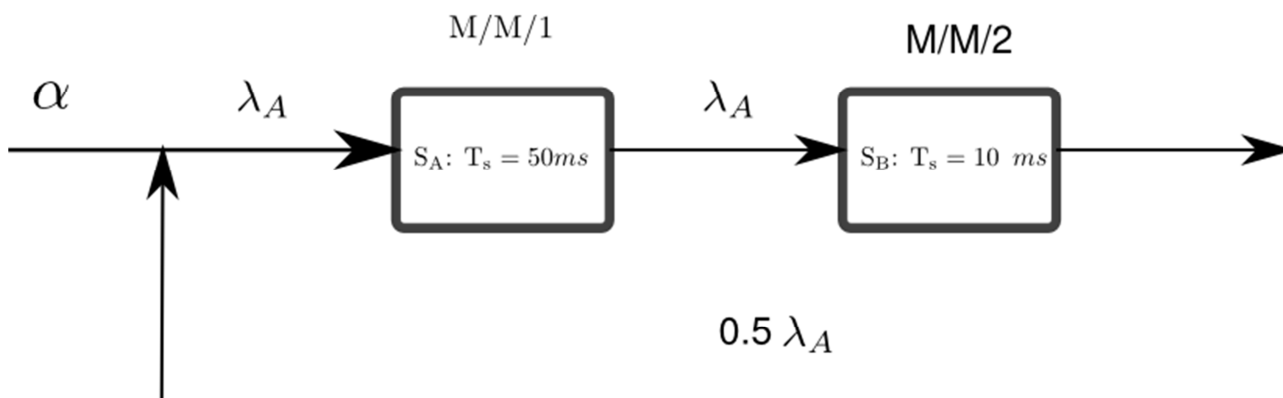 M/M/1
M/M/2
α
λ_A
λ_A
S_A: T_s = 50ms
S_B: T_s = 10 ms
0.5 λ_A